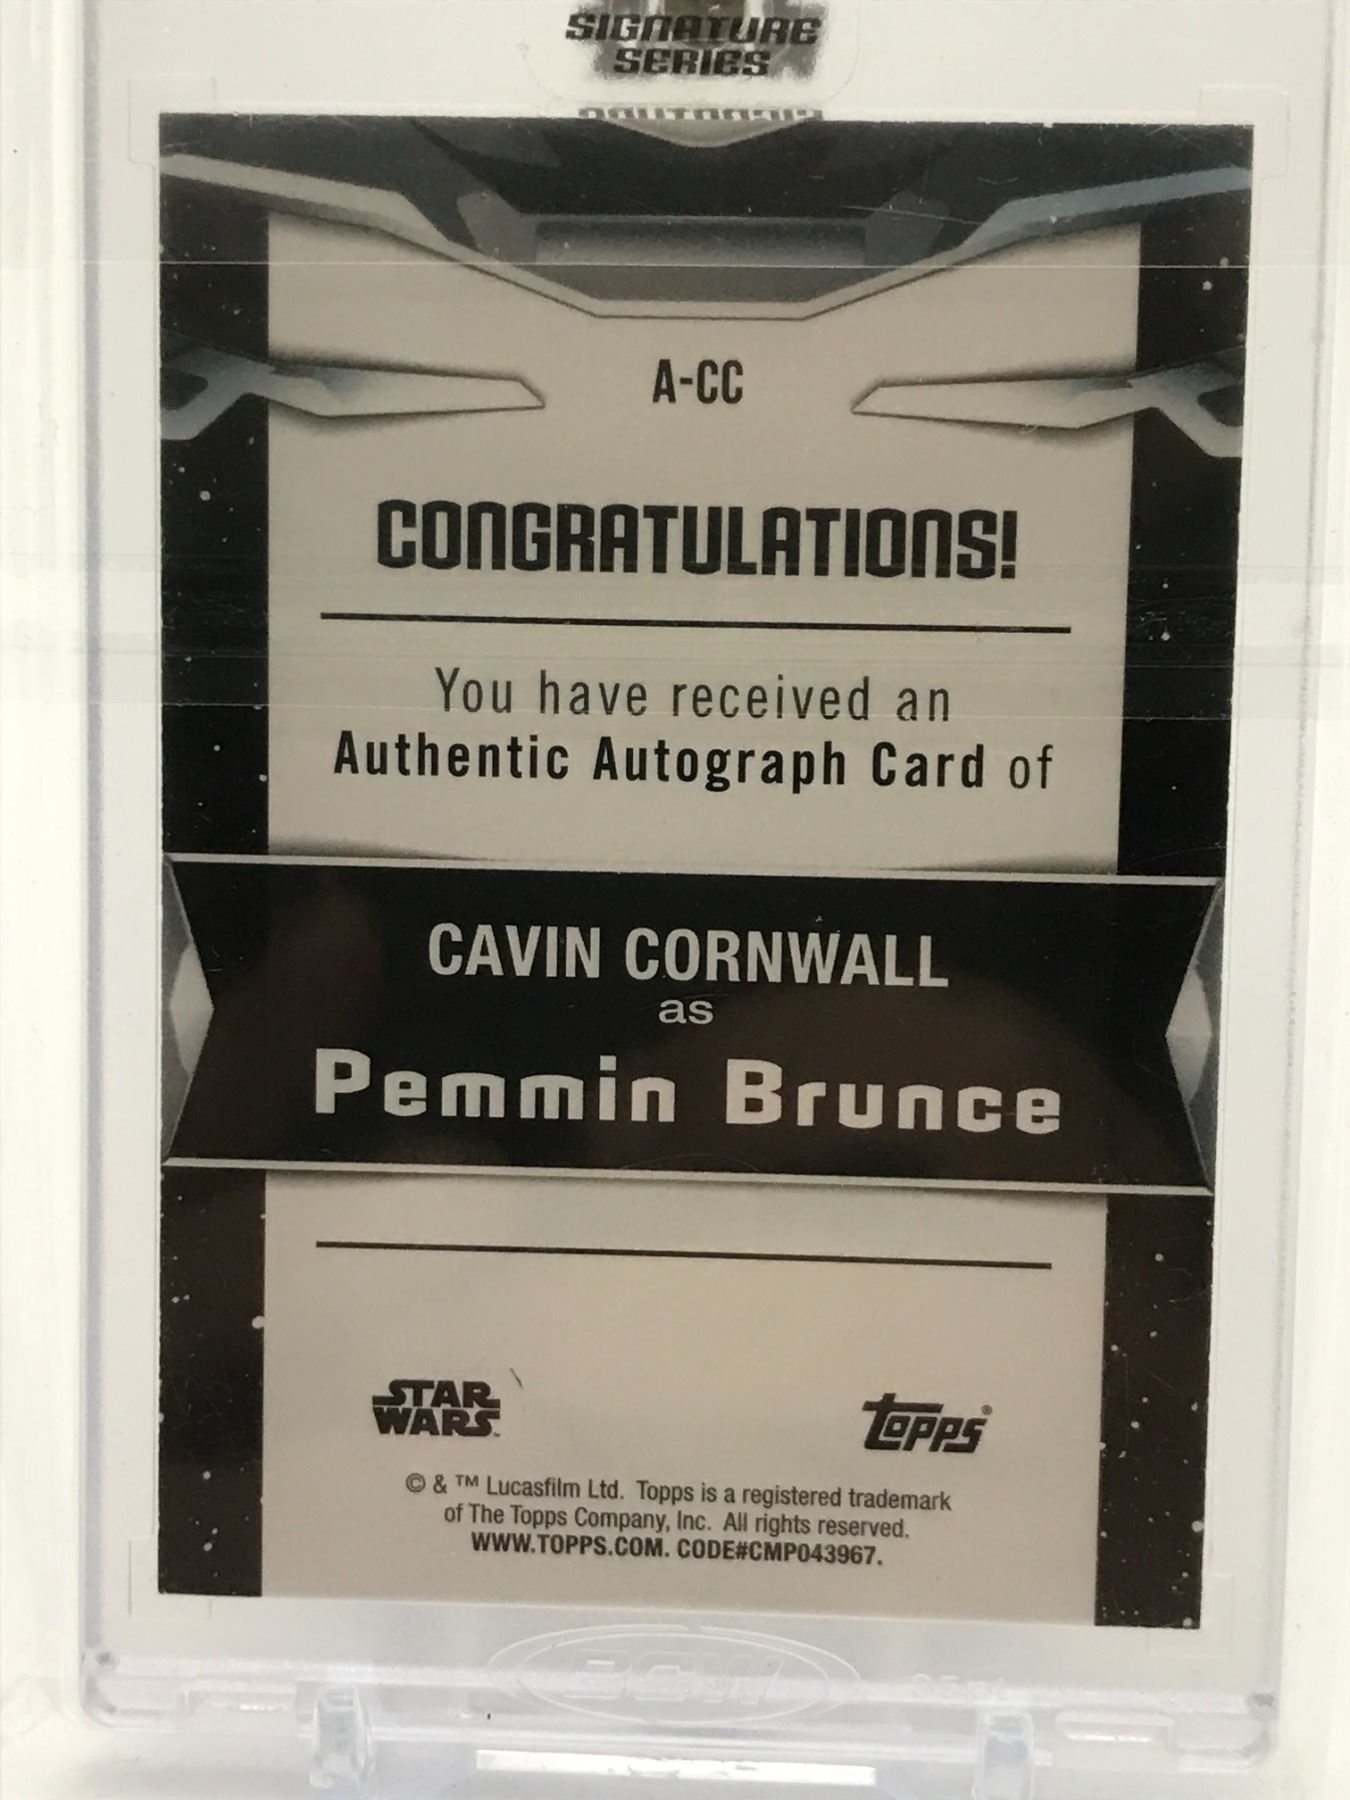 SIGNATURE
SERIES
A-CC
CONGRATULATIONS!
You have received an
Authentic Autograph Card of
CAVIN CORNWALL
as
Pemmin Brunce
STAR
WARS
Topps®
© & ™ Lucasfilm Ltd. Topps is a registered trademark
of The Topps Company, Inc. All rights reserved.
WWW.TOPPS.COM. CODE#CMP043967.
BCW